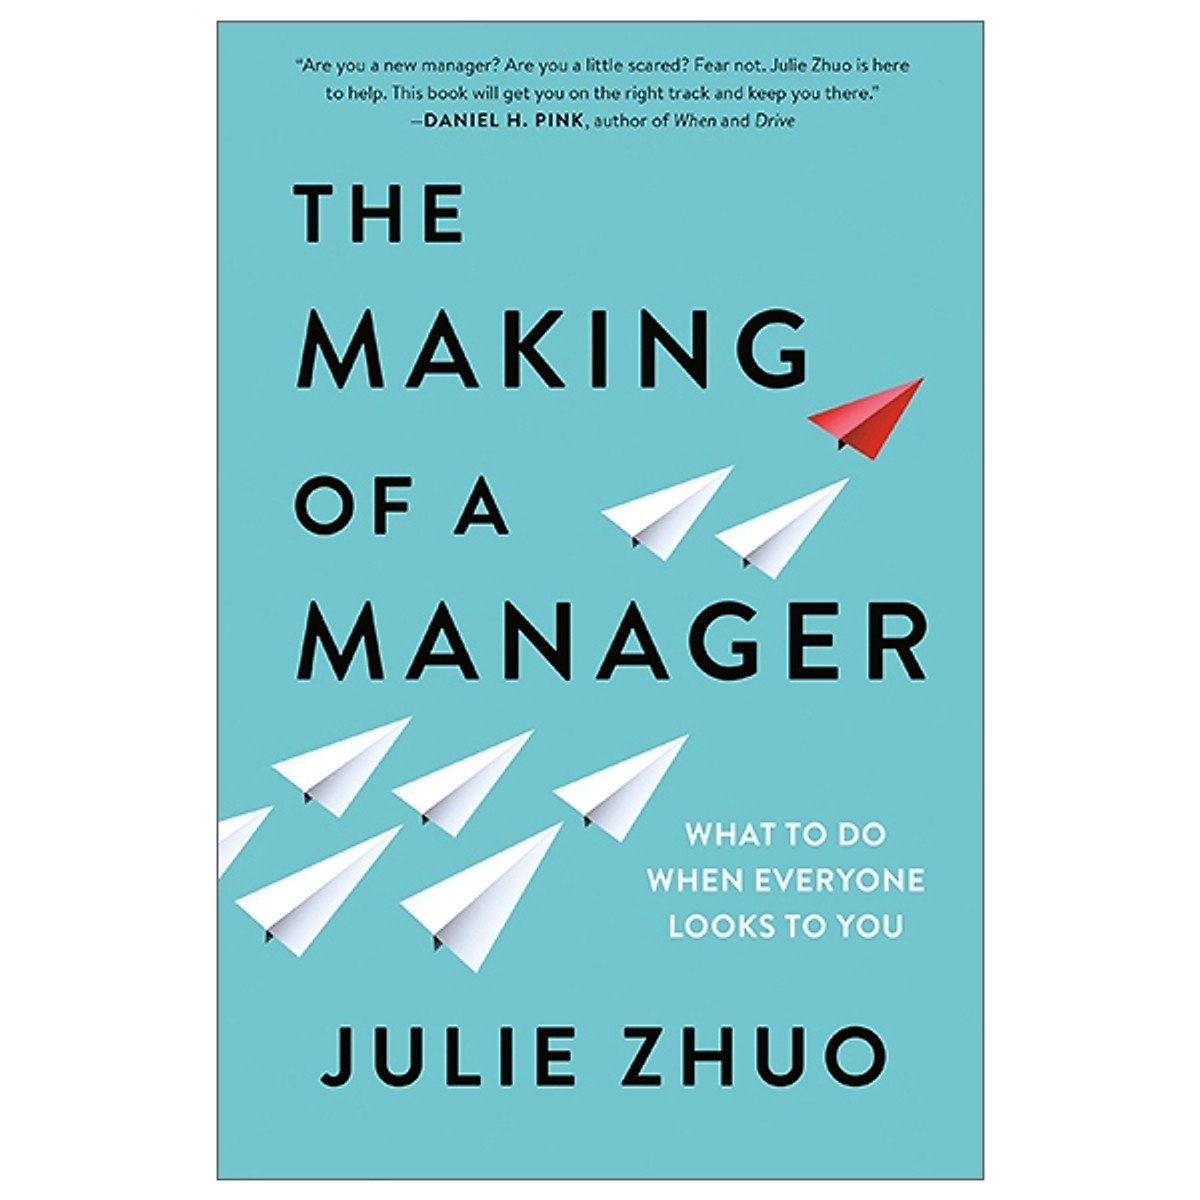 “Are you a new manager? Are you a little scared? Fear not. Julie Zhuo is here
to help. This book will get you on the right track and keep you there.”
—DANIEL H. PINK, author of When and Drive
THE
MAKING
OF A
MANAGER
WHAT TO DO
WHEN EVERYONE
LOOKS TO YOU
JULIE ZHUO